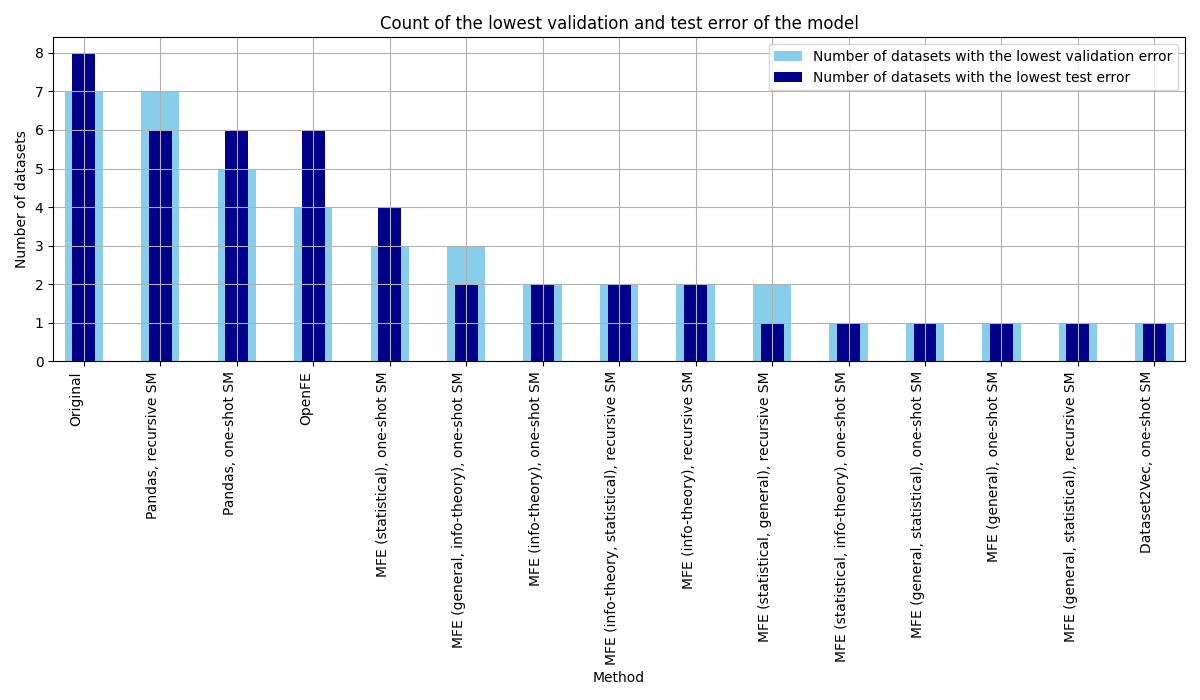 Count of the lowest validation and test error of the model
Number of datasets with the lowest validation error
Number of datasets with the lowest test error
Number of datasets
8
7
6
5
4
3
2
1
0
Original
Pandas, recursive SM
Pandas, one-shot SM
OpenFE
MFE (statistical), one-shot SM
MFE (general, info-theory), one-shot SM
MFE (info-theory), one-shot SM
MFE (info-theory, statistical), recursive SM
MFE (info-theory), recursive SM
MFE (statistical, general), recursive SM
MFE (statistical, info-theory), one-shot SM
MFE (general, statistical), one-shot SM
MFE (general), one-shot SM
MFE (general, statistical), recursive SM
Dataset2Vec, one-shot SM
Method